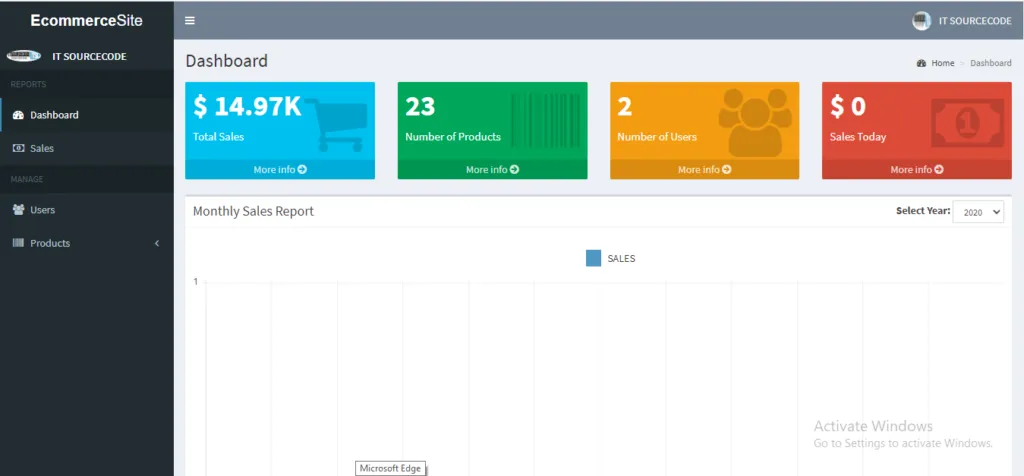 EcommerceSite
IT SOURCECODE
IT SOURCECODE
REPORTS
Dashboard
Sales
MANAGE
Users
Products
Dashboard
Home > Dashboard
$ 14.97K
Total Sales
More info
23
Number of Products
More info
2
Number of Users
More info
$ 0
Sales Today
1
More info
Monthly Sales Report
Select Year: 2020
SALES
1
Activate Windows
Go to Settings to activate Windows.
Microsoft Edge